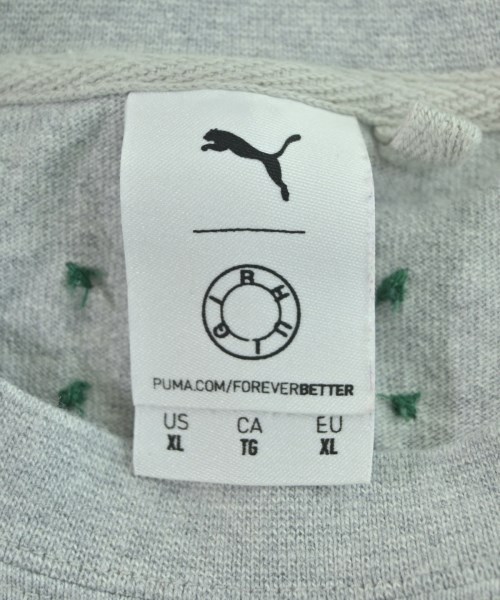 PUMA.COM/FOREVERBETTER
US CA EU
XL TG XL